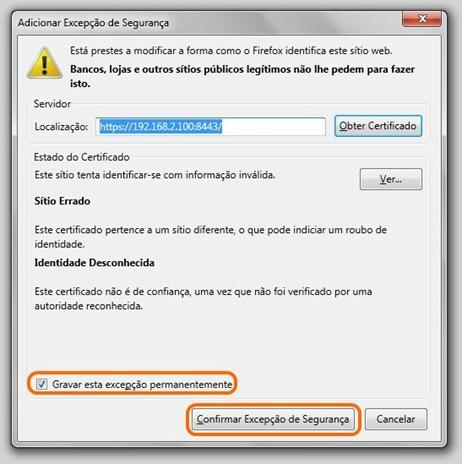 Adicionar Excepção de Segurança
Está prestes a modificar a forma como o Firefox identifica este sítio web.
Bancos, lojas e outros sítios públicos legítimos não lhe pedem para fazer
isto.
Servidor
Localização: https://192.168.2.100:8443/ Obter Certificado
Estado do Certificado
Este sítio tenta identificar-se com informação inválida. Ver...
Sítio Errado
Este certificado pertence a um sítio diferente, o que pode indiciar um roubo de
identidade.
Identidade Desconhecida
Este certificado não é de confiança, uma vez que não foi verificado por uma
autoridade reconhecida.
Gravar esta excepção permanentemente
Confirmar Excepção de Segurança Cancelar